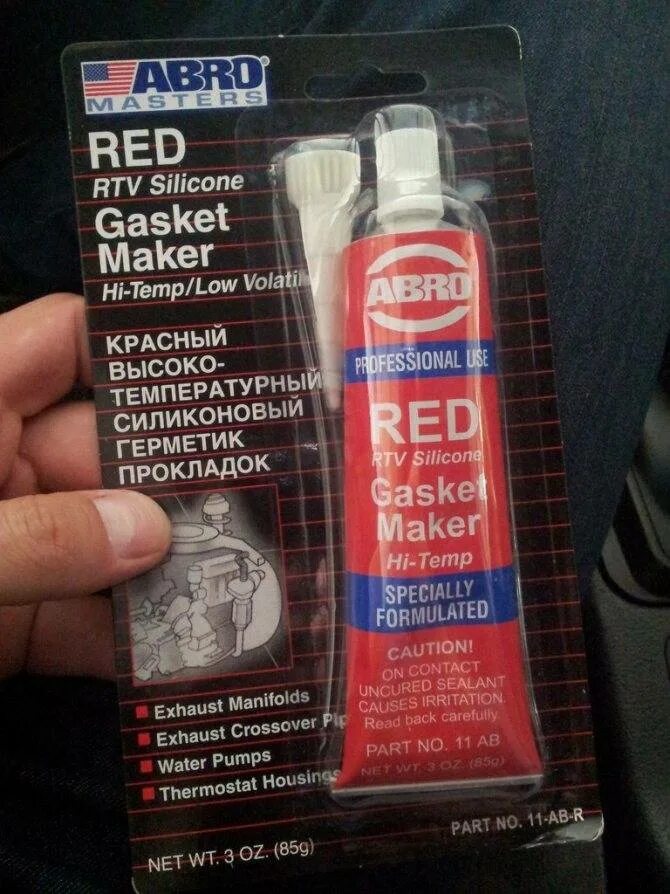 ABRO
MASTERS
RED
RTV Silicone
Gasket
Maker
Hi-Temp/Low Volati
КРАСНЫЙ
ВЫСОКО-
ТЕМПЕРАТУРНЫЙ
СИЛИКОНОВЫЙ
ГЕРМЕТИК
ПРОКЛАДОК
Exhaust Manifolds
Exhaust Crossover Pip
Water Pumps
Thermostat Housings
NET WT. 3 OZ. (85g)
PART NO. 11-AB-R
ABRO
PROFESSIONAL USE
RED
RTV Silicone
Gasket
Maker
Hi-Temp
SPECIALLY
FORMULATED
CAUTION!
ON CONTACT
UNCURED SEALANT
CAUSES IRRITATION.
Read back carefully.
PART NO. 11 AB
NET WT. 3 OZ. (85g)